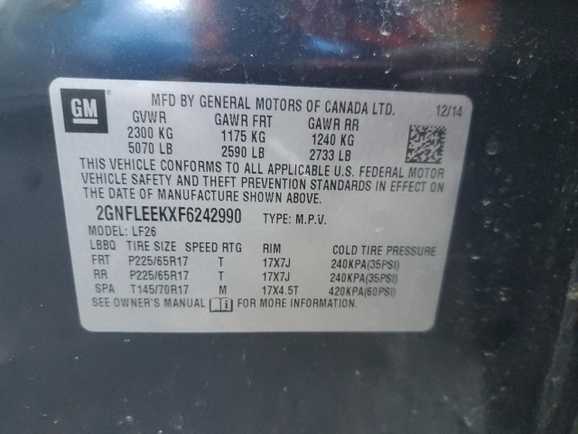 GM
MFD BY GENERAL MOTORS OF CANADA LTD. 12/14
GVWR GAWR FRT GAWR RR
2300 KG 1175 KG 1240 KG
5070 LB 2590 LB 2733 LB
THIS VEHICLE CONFORMS TO ALL APPLICABLE U.S. FEDERAL MOTOR
VEHICLE SAFETY AND THEFT PREVENTION STANDARDS IN EFFECT ON
THE DATE OF MANUFACTURE SHOWN ABOVE.
2GNFLEEKXF6242990 TYPE: M.P.V.
MODEL: LF26
LBBQ TIRE SIZE SPEED RTG RIM COLD TIRE PRESSURE
FRT P225/65R17 T 17X7J 240KPA(35PSI)
RR P225/65R17 T 17X7J 240KPA(35PSI)
SPA T145/70R17 M 17X4.5T 420KPA(60PSI)
SEE OWNER'S MANUAL FOR MORE INFORMATION.